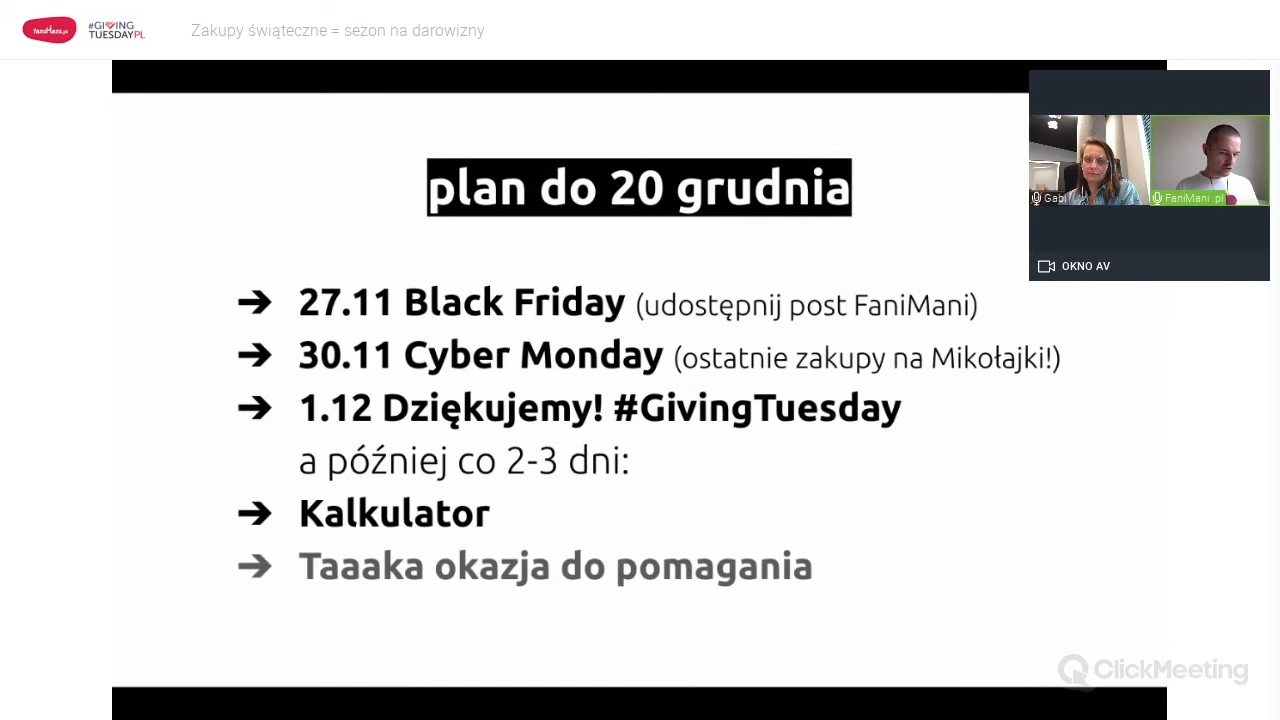 faniMani.pl
#GIVING
TUESDAYPL
Zakupy świąteczne = sezon na darowizny
plan do 20 grudnia
➔ 27.11 Black Friday (udostępnij post FaniMani)
➔ 30.11 Cyber Monday (ostatnie zakupy na Mikołajki!)
➔ 1.12 Dziękujemy! #GivingTuesday
a później co 2-3 dni:
➔ Kalkulator
➔ Taaaka okazja do pomagania
Gabi
FaniMani .pl
OKNO AV
ClickMeeting